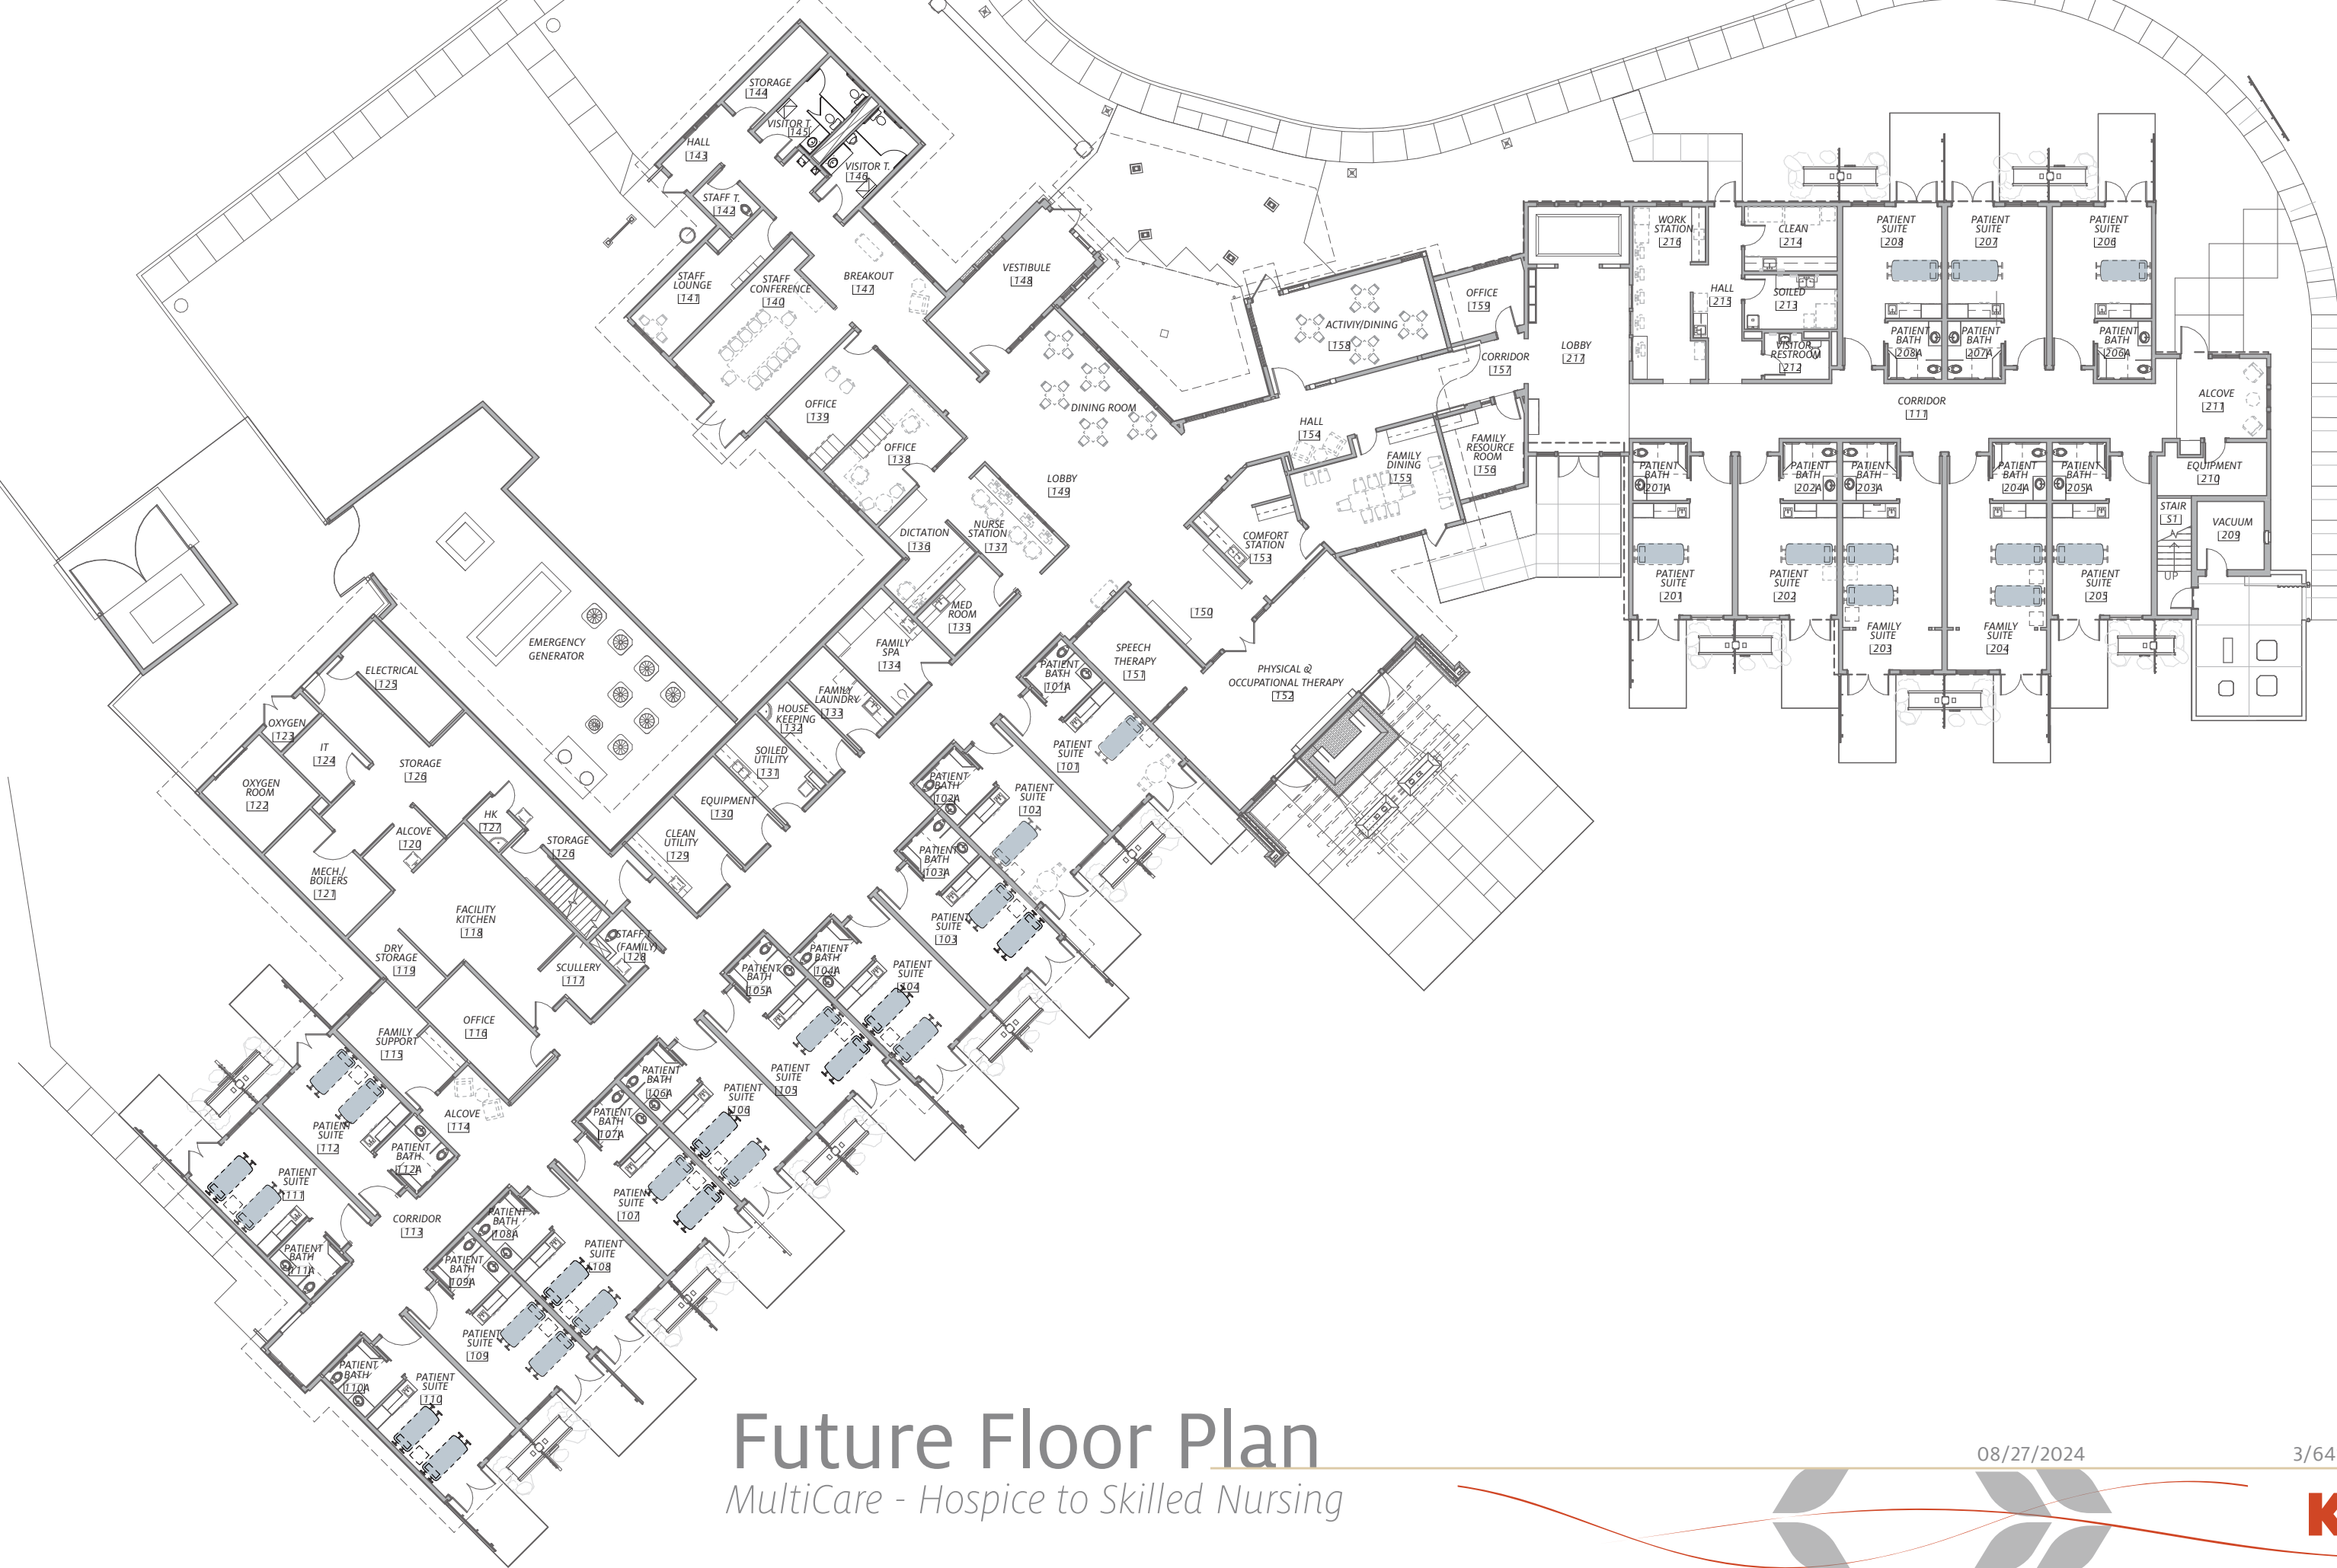 STORAGE
144
VISITOR T.
145
HALL
143
VISITOR T.
146
STAFF T.
142
STAFF
LOUNGE
141
STAFF
CONFERENCE
140
BREAKOUT
147
VESTIBULE
148
OFFICE
139
OFFICE
138
DINING ROOM
LOBBY
149
DICTATION
136
NURSE
STATION
137
MED
ROOM
135
FAMILY
SPA
134
FAMILY
LAUNDRY
133
HOUSE
KEEPING
132
SOILED
UTILITY
131
EQUIPMENT
130
CLEAN
UTILITY
129
EMERGENCY
GENERATOR
ELECTRICAL
125
OXYGEN
123
IT
124
OXYGEN
ROOM
122
STORAGE
126
HK
127
ALCOVE
120
STORAGE
126
MECH./
BOILERS
121
FACILITY
KITCHEN
118
DRY
STORAGE
119
STAFF T.
(FAMILY)
128
SCULLERY
117
OFFICE
116
FAMILY
SUPPORT
115
ALCOVE
114
CORRIDOR
113
PATIENT
SUITE
112
PATIENT
BATH
112A
PATIENT
SUITE
111
PATIENT
BATH
111A
PATIENT
BATH
110A
PATIENT
SUITE
110
PATIENT
BATH
109A
PATIENT
SUITE
109
PATIENT
BATH
108A
PATIENT
SUITE
108
PATIENT
BATH
107A
PATIENT
SUITE
107
PATIENT
BATH
106A
PATIENT
SUITE
106
PATIENT
BATH
105A
PATIENT
SUITE
105
PATIENT
BATH
104A
PATIENT
SUITE
104
PATIENT
BATH
103A
PATIENT
SUITE
103
PATIENT
BATH
102A
PATIENT
SUITE
102
PATIENT
BATH
101A
PATIENT
SUITE
101
SPEECH
THERAPY
151
150
PHYSICAL @
OCCUPATIONAL THERAPY
152
COMFORT
STATION
153
HALL
154
FAMILY
DINING
155
FAMILY
RESOURCE
ROOM
156
CORRIDOR
157
ACTIVIY/DINING
158
OFFICE
159
LOBBY
217
WORK
STATION
216
HALL
215
CLEAN
214
SOILED
213
VISITOR
RESTROOM
212
PATIENT
SUITE
208
PATIENT
SUITE
207
PATIENT
SUITE
206
PATIENT
BATH
208A
PATIENT
BATH
207A
PATIENT
BATH
206A
CORRIDOR
111
ALCOVE
211
EQUIPMENT
210
STAIR
S1
UP
VACUUM
209
PATIENT
BATH
201A
PATIENT
BATH
202A
PATIENT
BATH
203A
PATIENT
BATH
204A
PATIENT
BATH
205A
PATIENT
SUITE
201
PATIENT
SUITE
202
FAMILY
SUITE
203
FAMILY
SUITE
204
PATIENT
SUITE
205
Future Floor Plan
MultiCare - Hospice to Skilled Nursing
08/27/2024
3/64
K